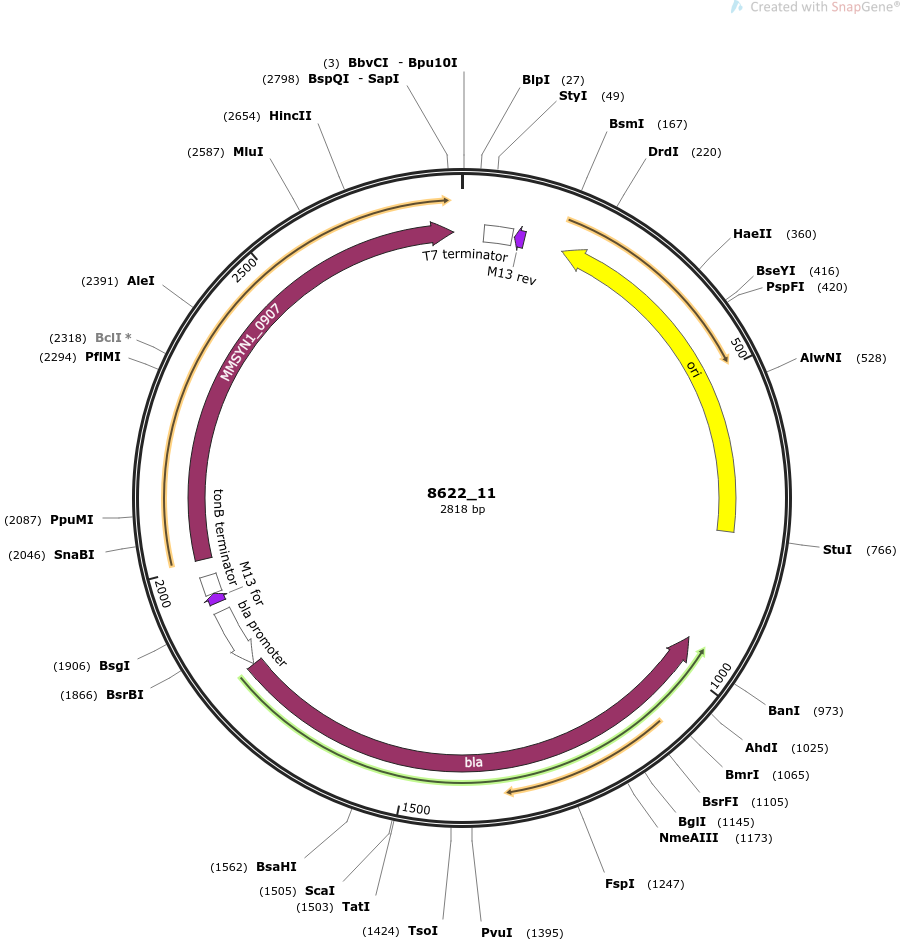 Created with SnapGene®
(3) BbvCI - Bpu10I
(2798) BspQI - SapI
(2654) HincII
(2587) MluI
(2391) AleI
(2318) BclI *
(2294) PflMI
(2087) PpuMI
(2046) SnaBI
(1906) BsgI
(1866) BsrBI
(1562) BsaHI
(1505) ScaI
(1503) TatI
(1424) TsoI
BlpI (27)
StyI (49)
BsmI (167)
DrdI (220)
HaeII (360)
BseYI (416)
PspFI (420)
AlwNI (528)
StuI (766)
BanI (973)
AhdI (1025)
BmrI (1065)
BsrFI (1105)
BglI (1145)
NmeAIII (1173)
FspI (1247)
PvuI (1395)
500
1000
1500
2000
2500
T7 terminator
M13 rev
ori
bla
bla promoter
M13 for
tonB terminator
MMSYN1_0907
8622_11
2818 bp